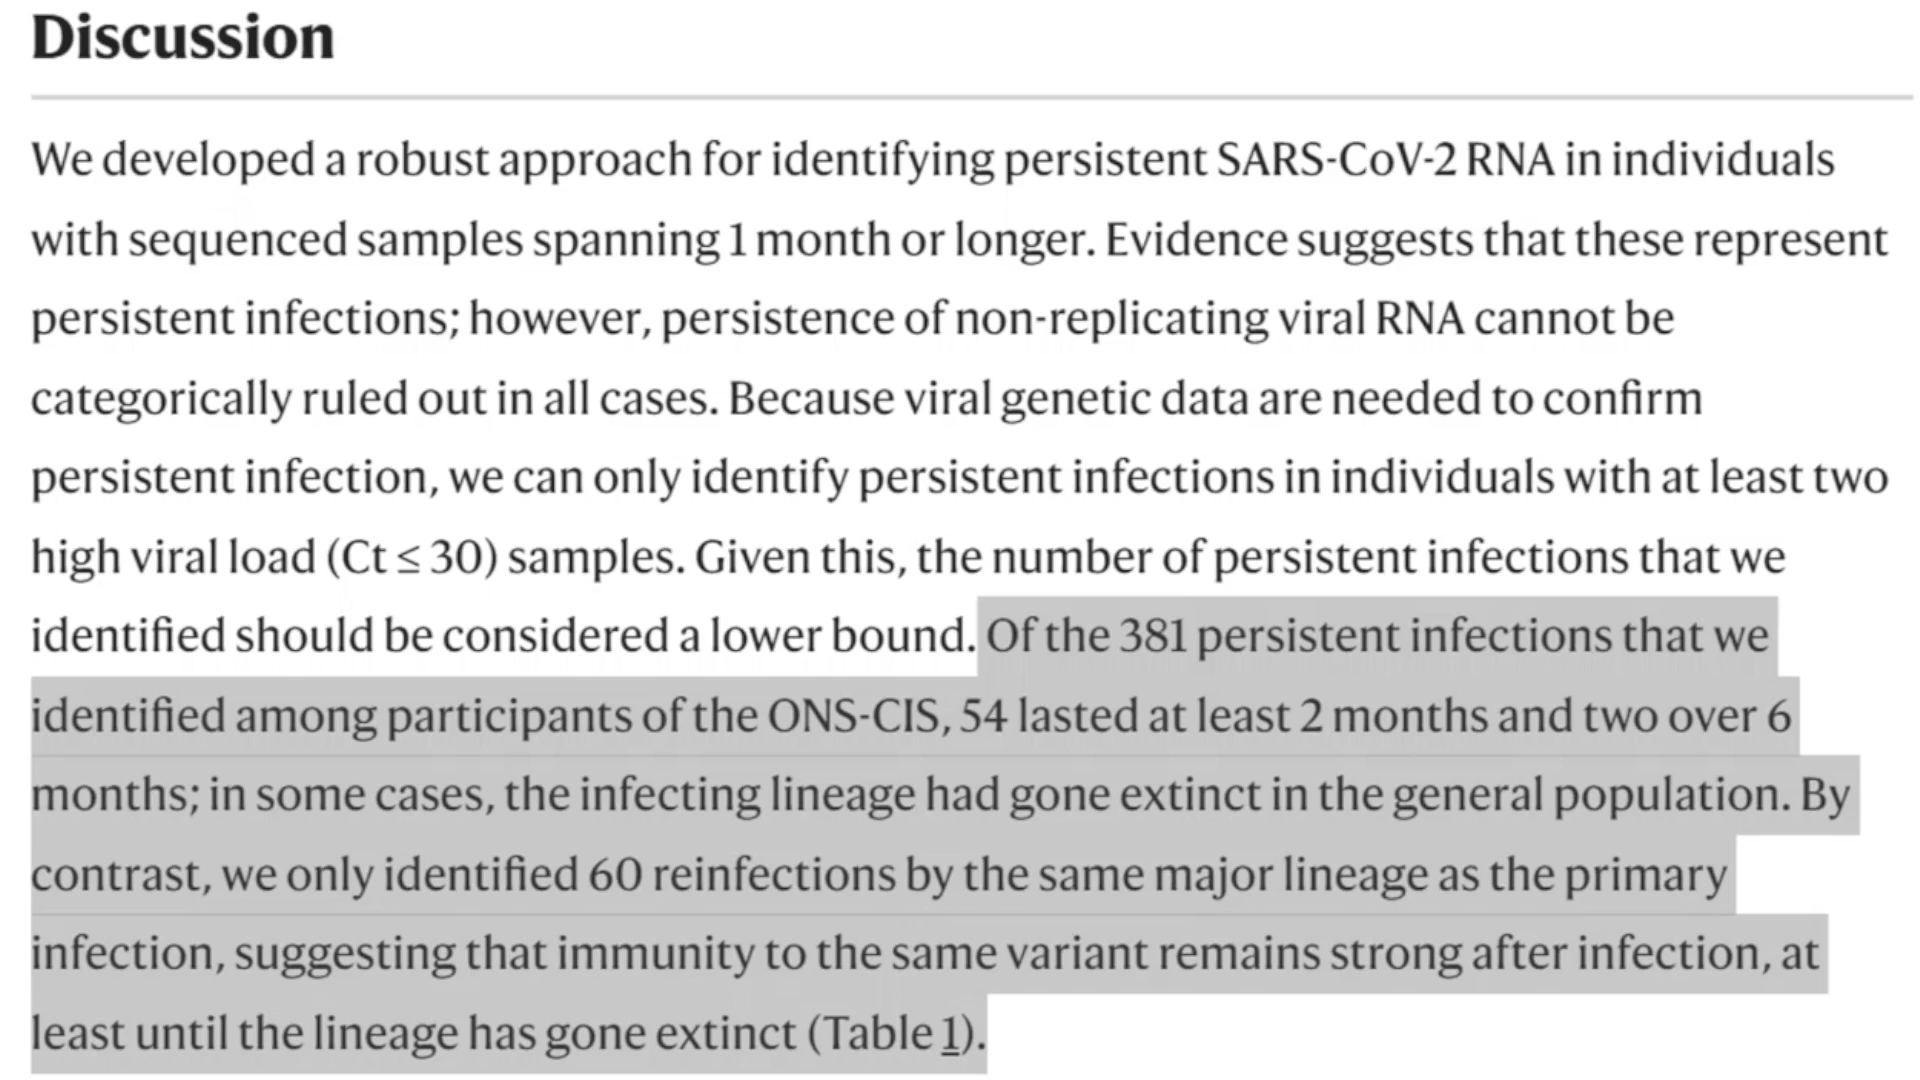 Discussion
We developed a robust approach for identifying persistent SARS-CoV-2 RNA in individuals
with sequenced samples spanning 1 month or longer. Evidence suggests that these represent
persistent infections; however, persistence of non-replicating viral RNA cannot be
categorically ruled out in all cases. Because viral genetic data are needed to confirm
persistent infection, we can only identify persistent infections in individuals with at least two
high viral load (Ct ≤ 30) samples. Given this, the number of persistent infections that we
identified should be considered a lower bound. Of the 381 persistent infections that we
identified among participants of the ONS-CIS, 54 lasted at least 2 months and two over 6
months; in some cases, the infecting lineage had gone extinct in the general population. By
contrast, we only identified 60 reinfections by the same major lineage as the primary
infection, suggesting that immunity to the same variant remains strong after infection, at
least until the lineage has gone extinct (Table 1).